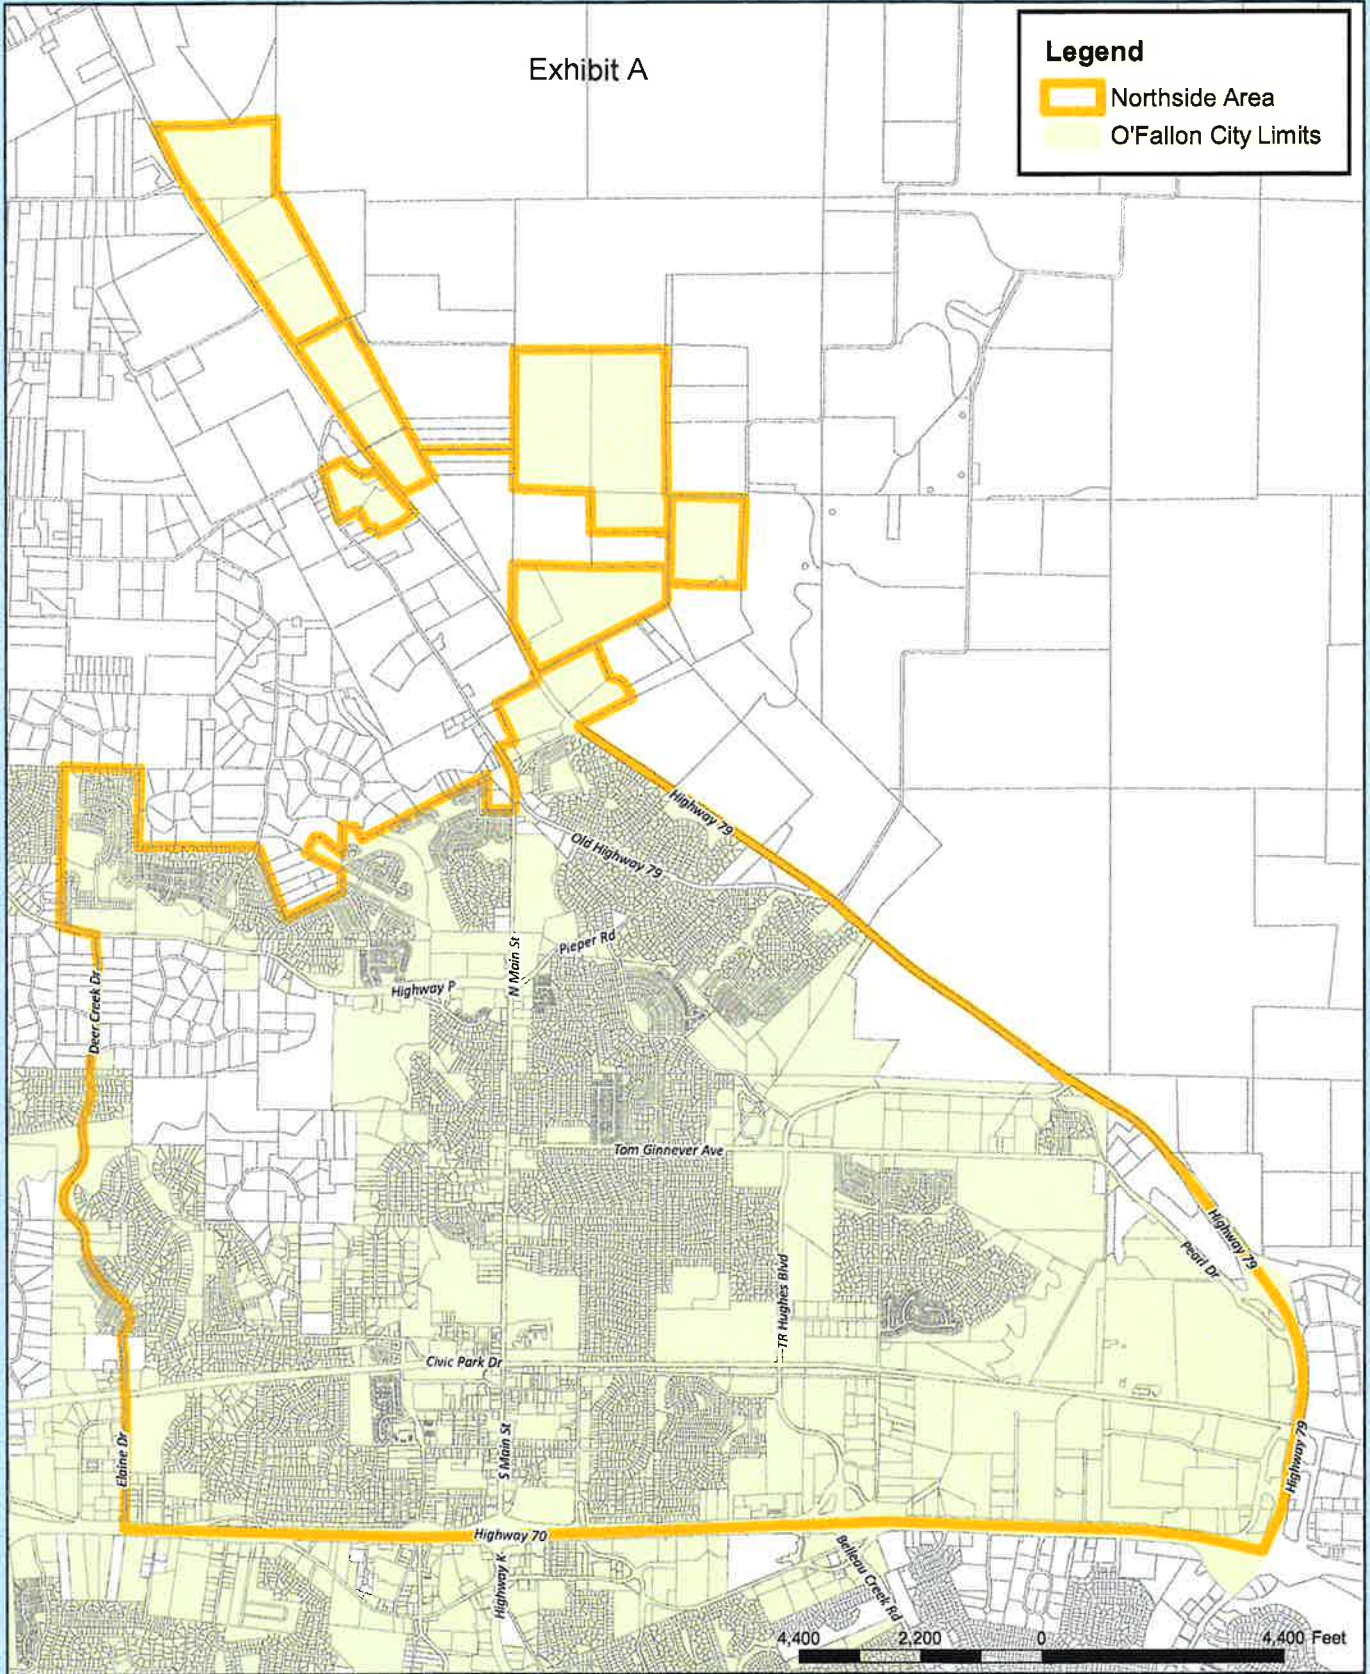 Exhibit A
Legend
Northside Area
O'Fallon City Limits
Highway 79
Old Highway 79
Pieper Rd
N Main St
Highway P
Deer Creek Dr
Tom Ginnever Ave
Highway 79
Pearl Dr
TR Hughes Blvd
Civic Park Dr
S Main St
Elaine Dr
Highway 79
Highway 70
Highway K
Belleau Creek Rd
4,400 2,200 0 4,400 Feet